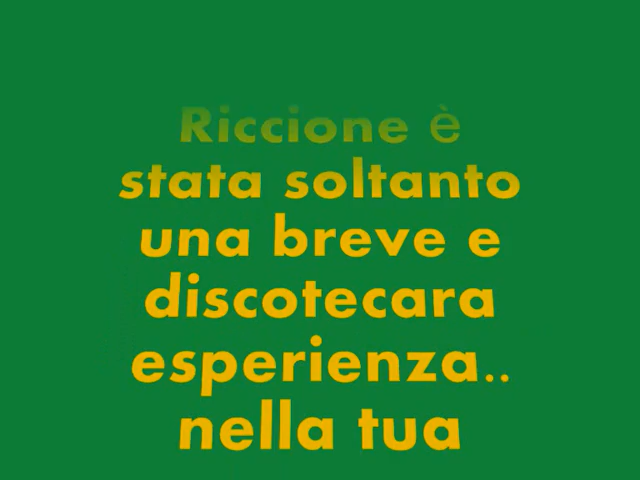 Riccione è
stata soltanto
una breve e
discotecara
esperienza..
nella tua